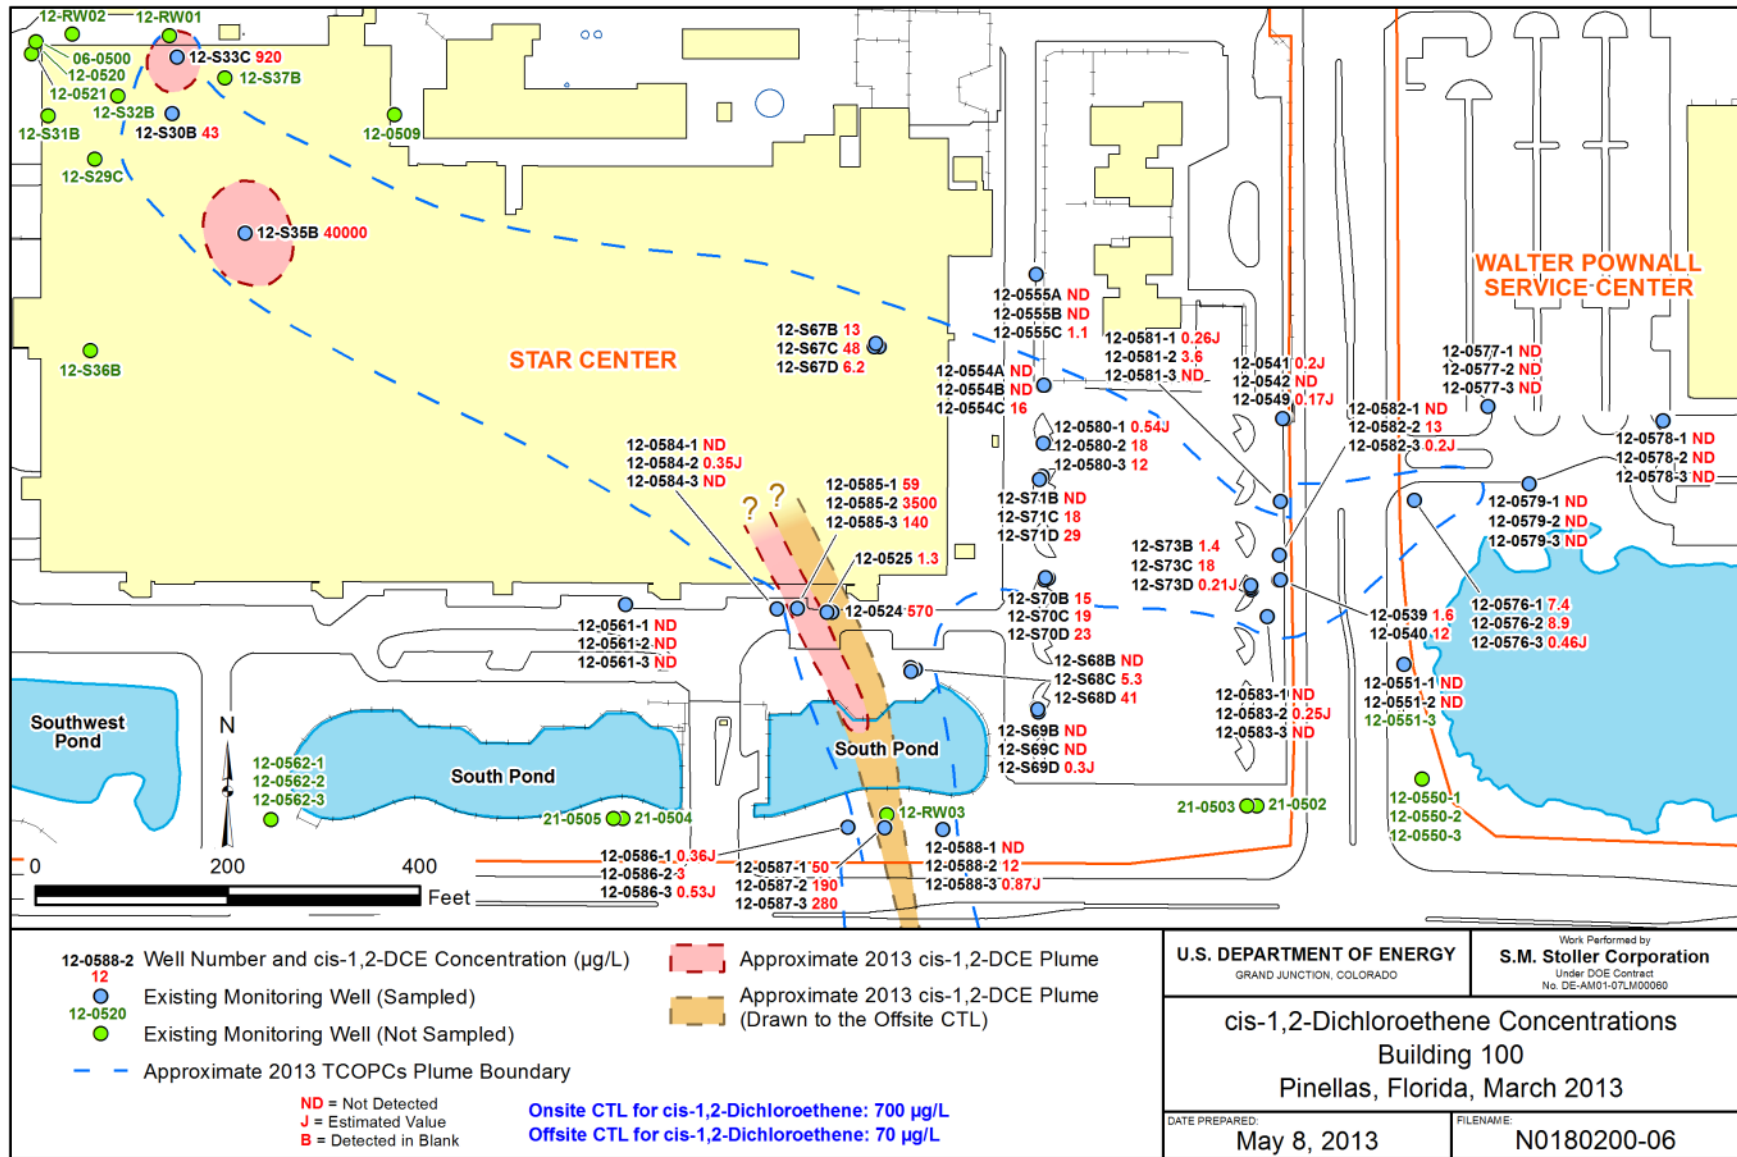 12-RW02
12-RW01
06-0500
12-0520
12-0521
12-S33C 920
12-S37B
12-S32B
12-S31B
12-S30B 43
12-0509
12-S29C
12-S35B 40000
12-S36B
STAR CENTER
WALTER POWNALL
SERVICE CENTER
12-S67B 13
12-S67C 48
12-S67D 6.2
12-0555A ND
12-0555B ND
12-0555C 1.1
12-0554A ND
12-0554B ND
12-0554C 16
12-0581-1 0.26J
12-0581-2 3.6
12-0581-3 ND
12-0541 0.2J
12-0542 ND
12-0549 0.17J
12-0582-1 ND
12-0582-2 13
12-0582-3 0.2J
12-0577-1 ND
12-0577-2 ND
12-0577-3 ND
12-0578-1 ND
12-0578-2 ND
12-0578-3 ND
12-0580-1 0.54J
12-0580-2 18
12-0580-3 12
12-0584-1 ND
12-0584-2 0.35J
12-0584-3 ND
? ?
12-0585-1 59
12-0585-2 3500
12-0585-3 140
12-0525 1.3
12-0524 570
12-S71B ND
12-S71C 18
12-S71D 29
12-0579-1 ND
12-0579-2 ND
12-0579-3 ND
12-S73B 1.4
12-S73C 18
12-S73D 0.21J
12-S70B 15
12-S70C 19
12-S70D 23
12-0539 1.6
12-0540 12
12-0576-1 7.4
12-0576-2 8.9
12-0576-3 0.46J
12-0561-1 ND
12-0561-2 ND
12-0561-3 ND
12-S68B ND
12-S68C 5.3
12-S68D 41
12-0551-1 ND
12-0551-2 ND
12-0551-3
12-0583-1 ND
12-0583-2 0.25J
12-0583-3 ND
12-S69B ND
12-S69C ND
12-S69D 0.3J
Southwest
Pond
N
South Pond
South Pond
12-0562-1
12-0562-2
12-0562-3
21-0505
21-0504
12-RW03
21-0503
21-0502
12-0550-1
12-0550-2
12-0550-3
12-0586-1 0.36J
12-0586-2 3
12-0586-3 0.53J
12-0587-1 50
12-0587-2 190
12-0587-3 280
12-0588-1 ND
12-0588-2 12
12-0588-3 0.87J
0 200 400
Feet
12-0588-2
12
Well Number and cis-1,2-DCE Concentration (µg/L)
Existing Monitoring Well (Sampled)
12-0520
Existing Monitoring Well (Not Sampled)
Approximate 2013 TCOPCs Plume Boundary
Approximate 2013 cis-1,2-DCE Plume
Approximate 2013 cis-1,2-DCE Plume
(Drawn to the Offsite CTL)
ND = Not Detected
J = Estimated Value
B = Detected in Blank
Onsite CTL for cis-1,2-Dichloroethene: 700 µg/L
Offsite CTL for cis-1,2-Dichloroethene: 70 µg/L
U.S. DEPARTMENT OF ENERGY
GRAND JUNCTION, COLORADO
Work Performed by
S.M. Stoller Corporation
Under DOE Contract
No. DE-AM01-07LM00060
cis-1,2-Dichloroethene Concentrations
Building 100
Pinellas, Florida, March 2013
DATE PREPARED:
May 8, 2013
FILENAME:
N0180200-06